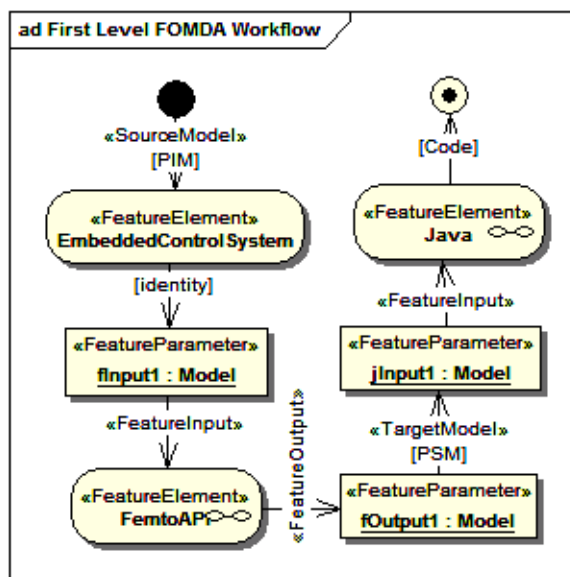 ad First Level FOMDA Workflow
«SourceModel»
[PIM]
«FeatureElement»
EmbeddedControlSystem
[identity]
«FeatureParameter»
fInput1 : Model
«FeatureInput»
«FeatureElement»
FemtoAPI
«FeatureOutput»
«FeatureParameter»
fOutput1 : Model
«TargetModel»
[PSM]
«FeatureParameter»
jInput1 : Model
«FeatureInput»
«FeatureElement»
Java
[Code]